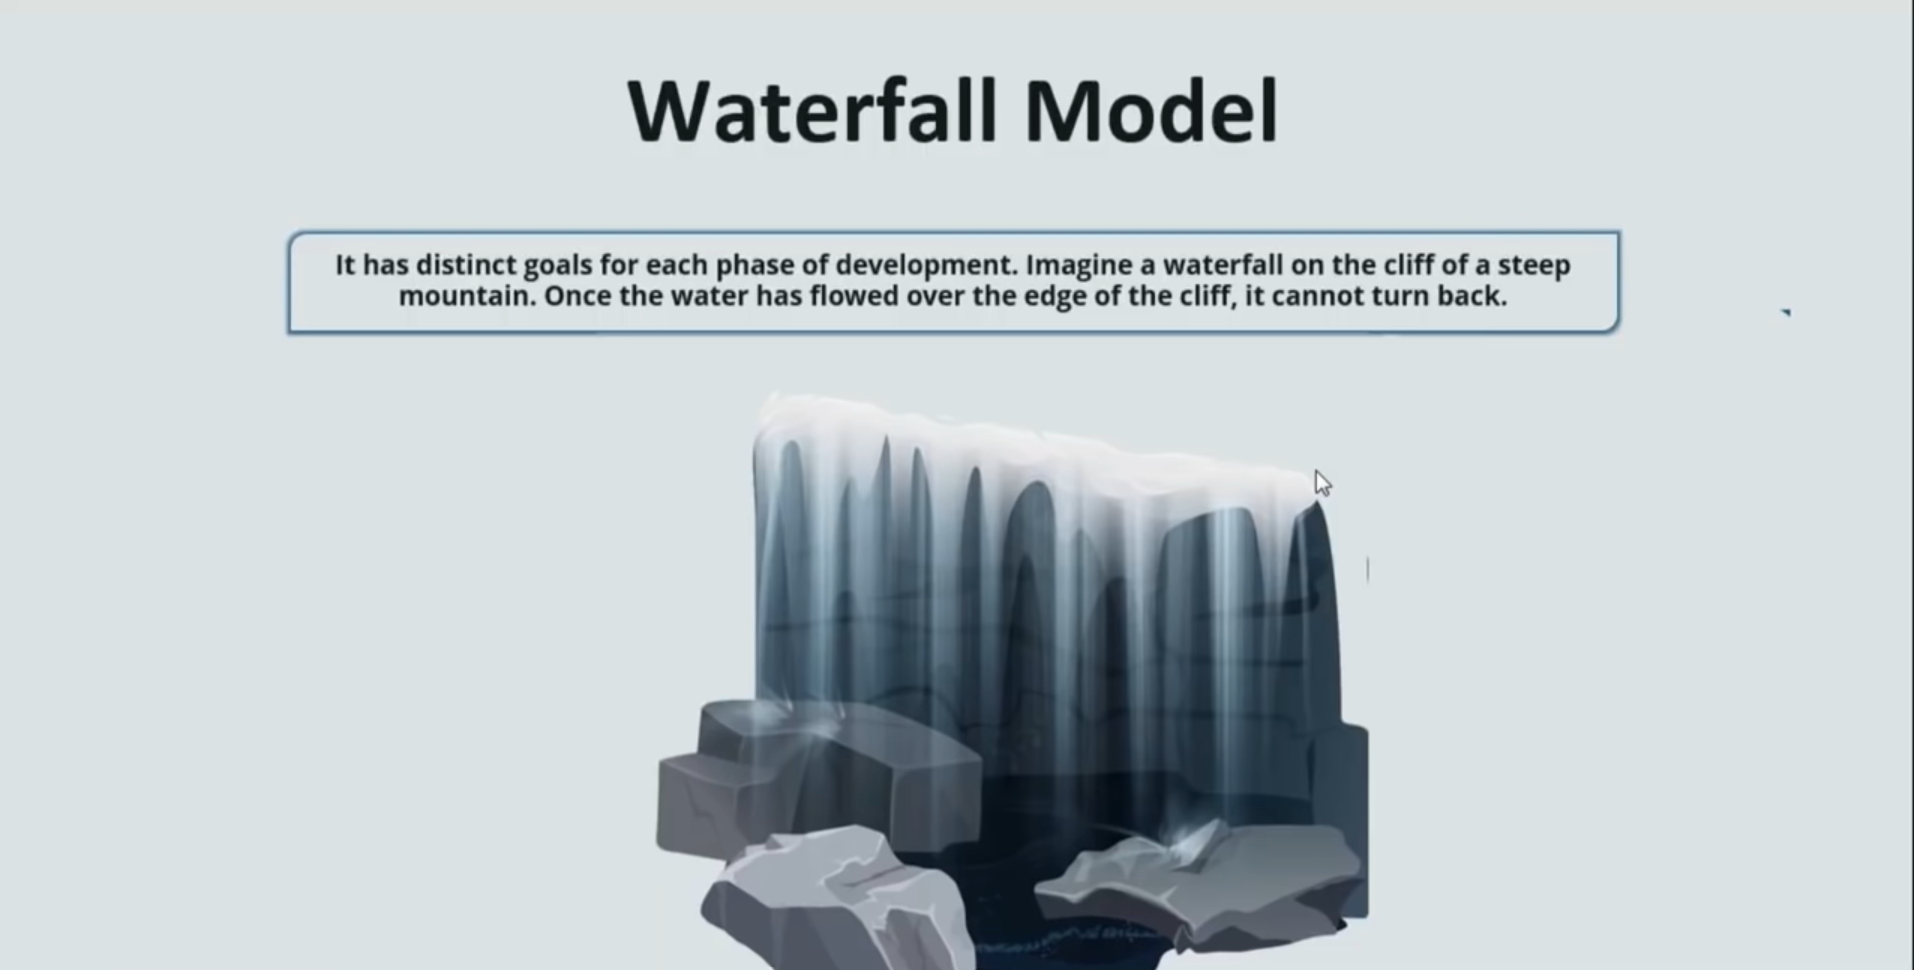 Waterfall Model
It has distinct goals for each phase of development. Imagine a waterfall on the cliff of a steep
mountain. Once the water has flowed over the edge of the cliff, it cannot turn back.